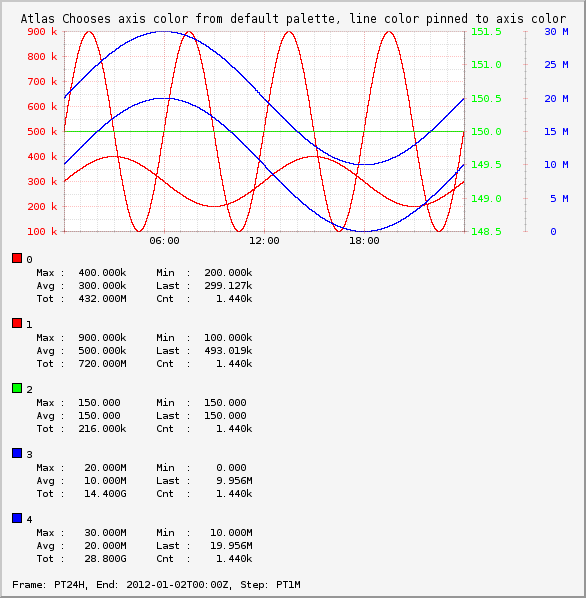 Atlas Chooses axis color from default palette, line color pinned to axis color
900 k 151.5 30 M
800 k 151.0 25 M
700 k
600 k 150.5 20 M
500 k 150.0 15 M
400 k 149.5 10 M
300 k
200 k 149.0 5 M
100 k 148.5 0
06:00 12:00 18:00
0
Max : 400.000k Min : 200.000k
Avg : 300.000k Last : 299.127k
Tot : 432.000M Cnt : 1.440k
1
Max : 900.000k Min : 100.000k
Avg : 500.000k Last : 493.019k
Tot : 720.000M Cnt : 1.440k
2
Max : 150.000 Min : 150.000
Avg : 150.000 Last : 150.000
Tot : 216.000k Cnt : 1.440k
3
Max : 20.000M Min : 0.000
Avg : 10.000M Last : 9.956M
Tot : 14.400G Cnt : 1.440k
4
Max : 30.000M Min : 10.000M
Avg : 20.000M Last : 19.956M
Tot : 28.800G Cnt : 1.440k
Frame: PT24H, End: 2012-01-02T00:00Z, Step: PT1M